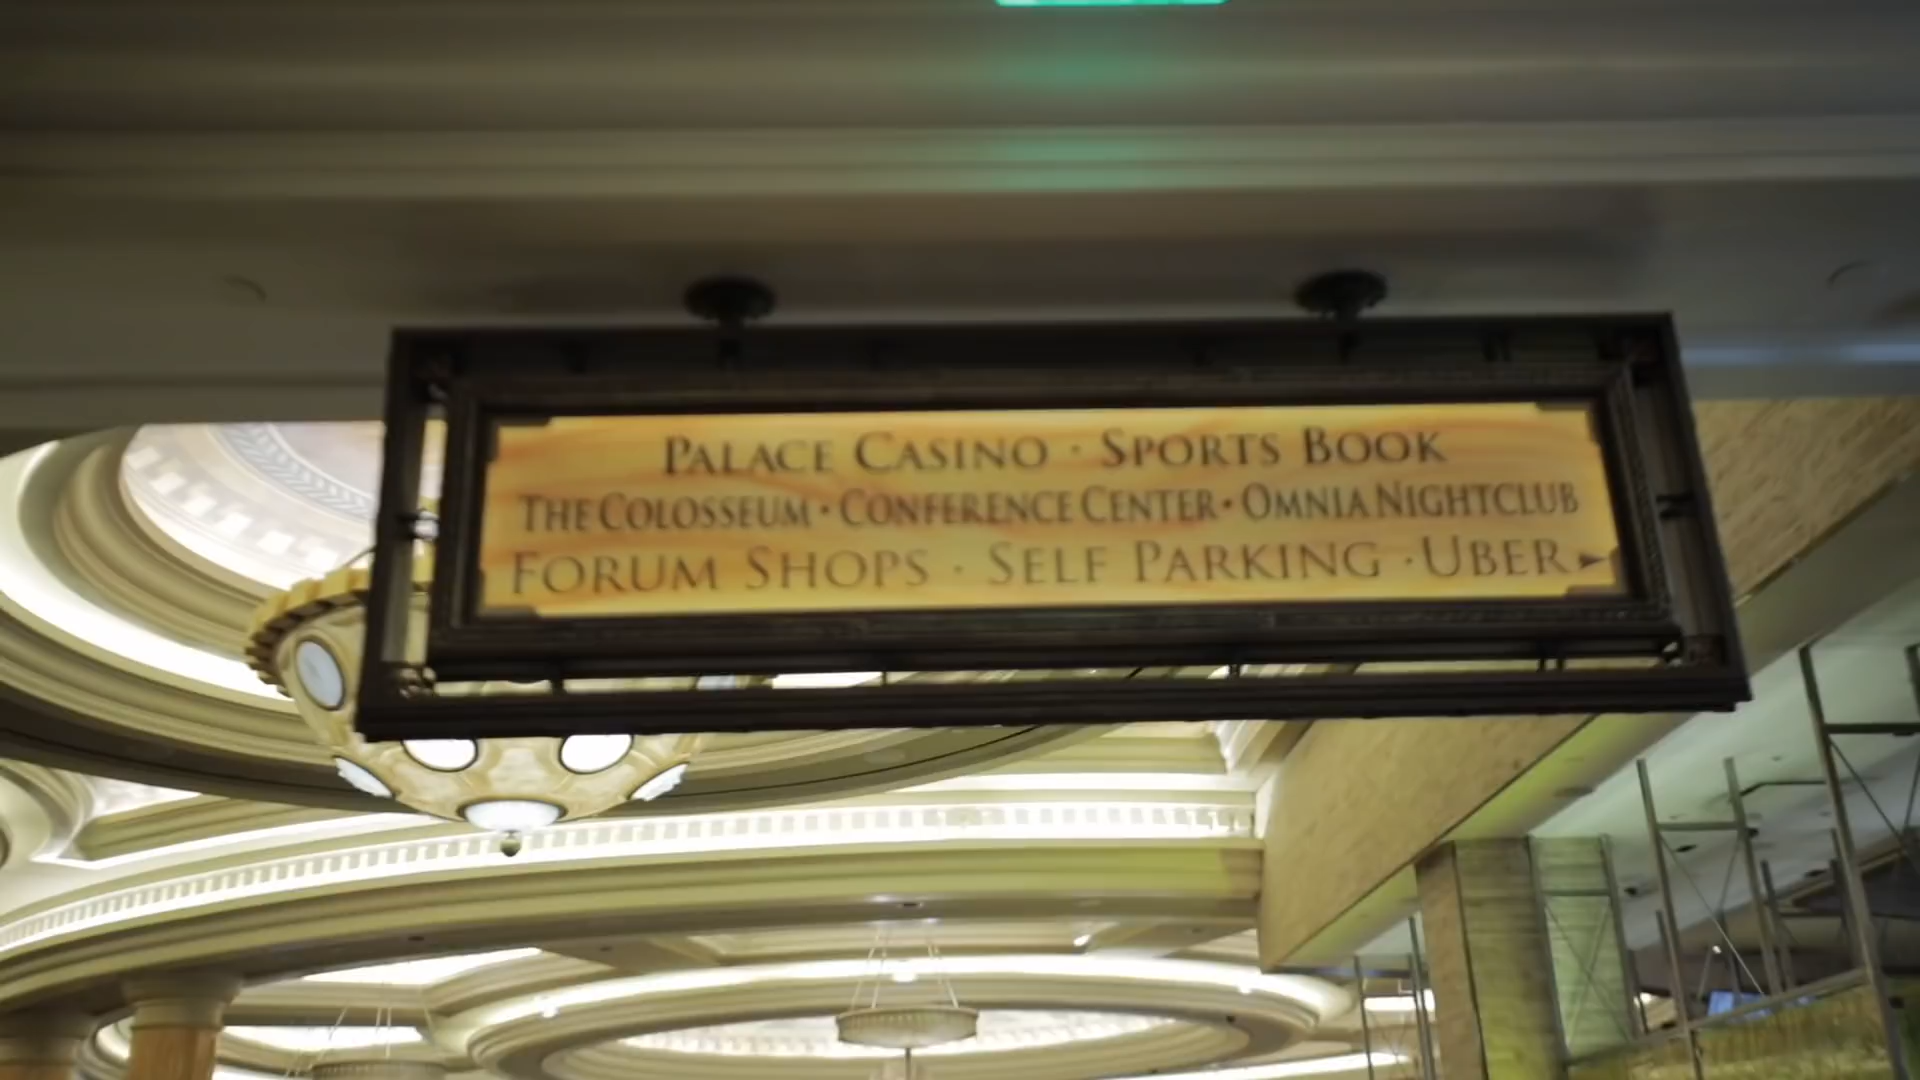 PALACE CASINO · SPORTS BOOK
THE COLOSSEUM · CONFERENCE CENTER · OMNIA NIGHTCLUB
FORUM SHOPS · SELF PARKING · UBER